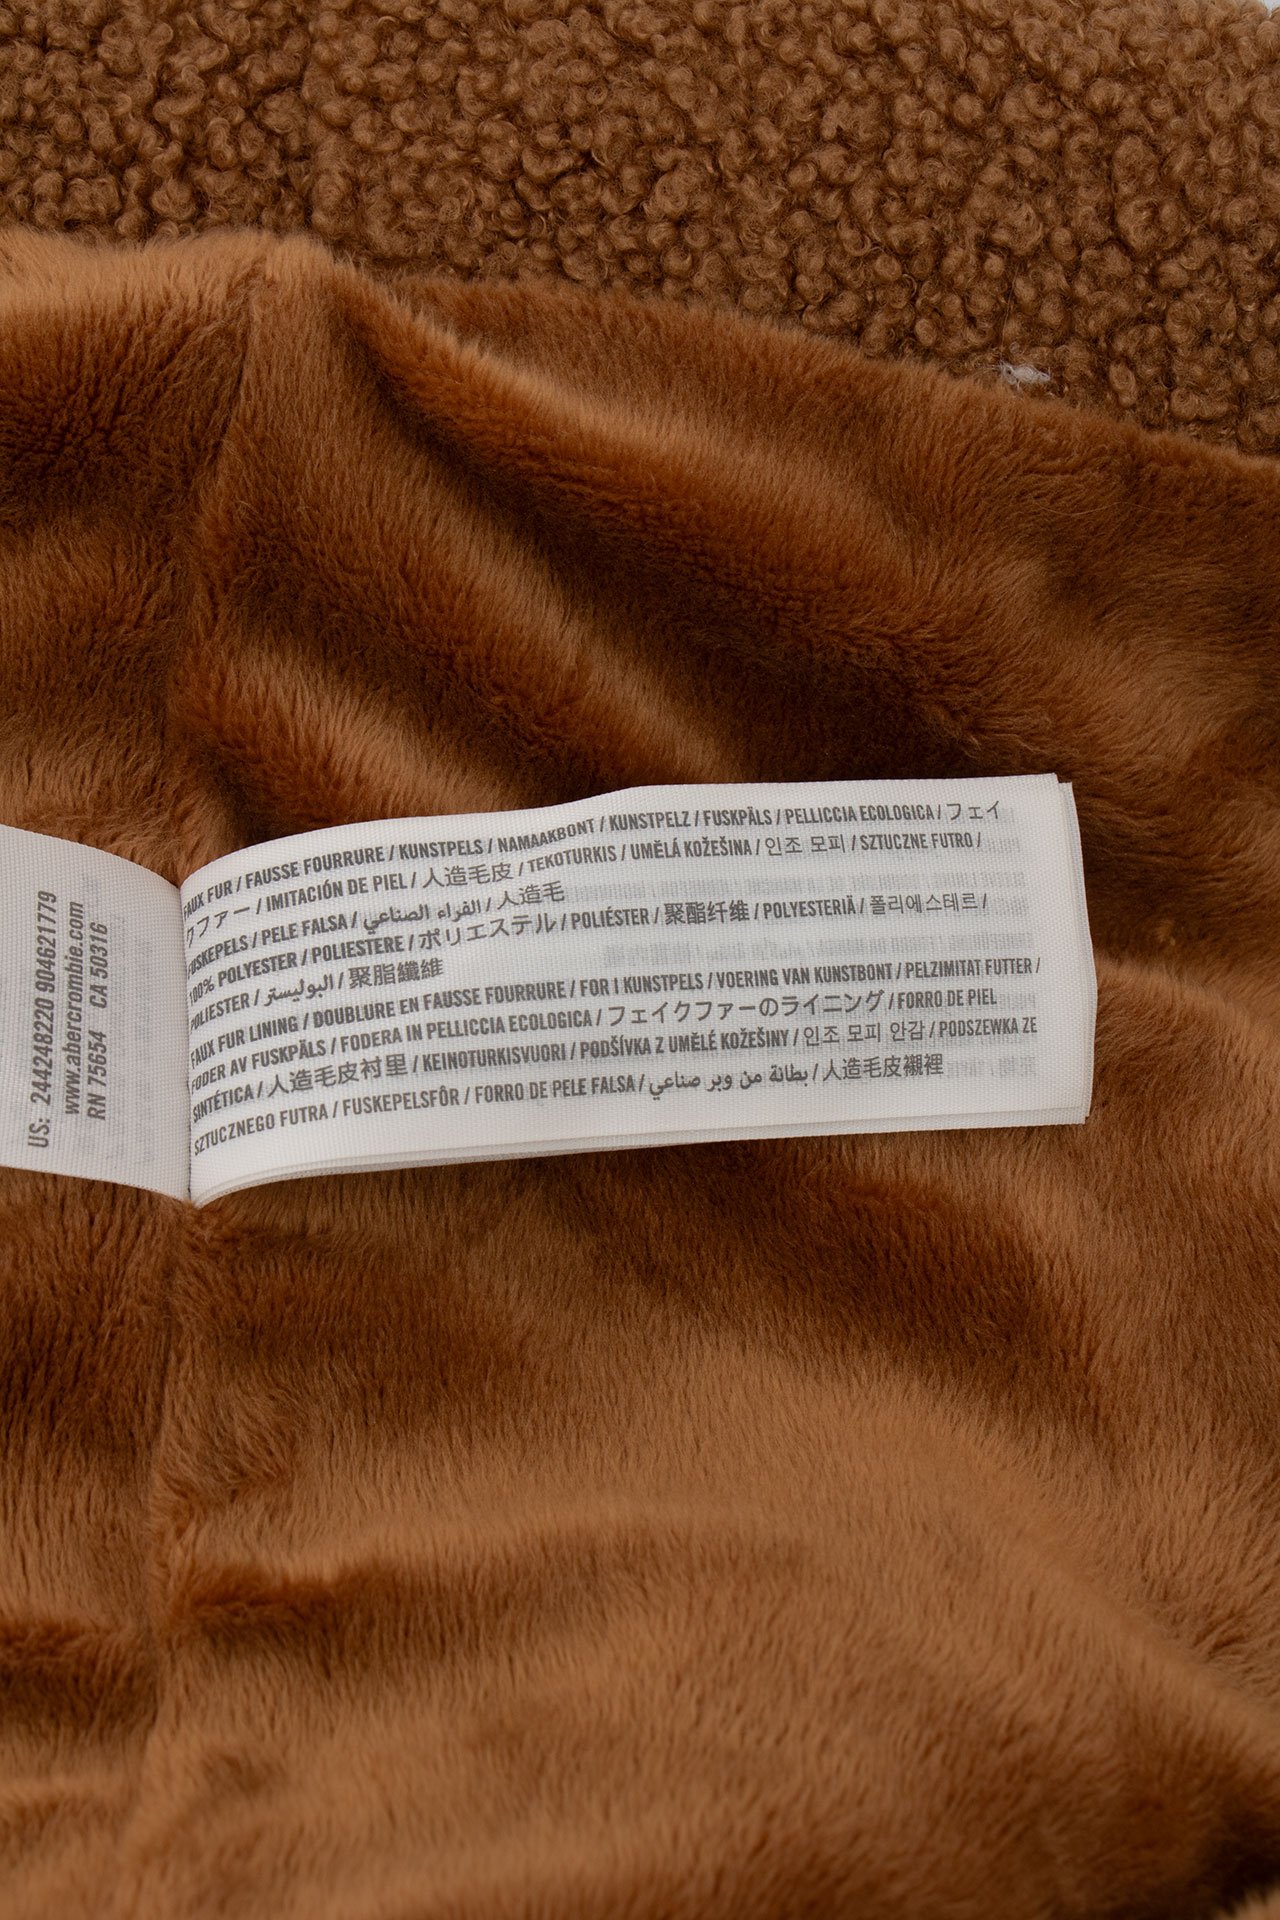 US: 244248220 904621779
www.abercrombie.com
RN 75654 CA 50316
FAUX FUR / FAUSSE FOURRURE / KUNSTPELS / NAMAAKBONT / KUNSTPELZ / FUSKPÄLS / PELLICCIA ECOLOGICA / フェイ
クファー / IMITACIÓN DE PIEL / 人造毛皮 / TEKOTURKIS / UMĚLÁ KOŽEŠINA / 인조 모피 / SZTUCZNE FUTRO /
FUSKEPELS / PELE FALSA / الفراء الصناعي / 人造毛
100% POLYESTER / POLIESTERE / ポリエステル / POLIÉSTER / 聚酯纤维 / POLYESTERIÄ / 폴리에스테르 /
POLIESTER / البوليستر / 聚脂纖維
FAUX FUR LINING / DOUBLURE EN FAUSSE FOURRURE / FOR I KUNSTPELS / VOERING VAN KUNSTBONT / PELZIMITAT FUTTER /
FODER AV FUSKPÄLS / FODERA IN PELLICCIA ECOLOGICA / フェイクファーのライニング / FORRO DE PIEL
SINTÉTICA / 人造毛皮衬里 / KEINOTURKISVUORI / PODŠÍVKA Z UMĚLÉ KOŽEŠINY / 인조 모피 안감 / PODSZEWKA ZE
SZTUCZNEGO FUTRA / FUSKEPELSFÔR / FORRO DE PELE FALSA / بطانة من وبر صناعي / 人造毛皮襯裡